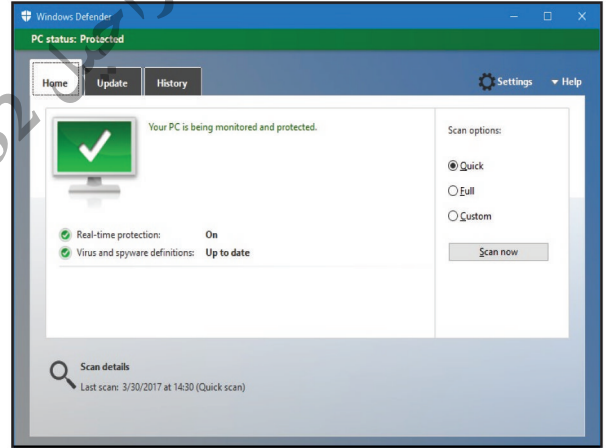 Windows Defender
PC status: Protected
Home
Update
History
Settings
Help
Your PC is being monitored and protected.
Scan options:
Quick
Full
Custom
Real-time protection: On
Virus and spyware definitions: Up to date
Scan now
Scan details
Last scan: 3/30/2017 at 14:30 (Quick scan)